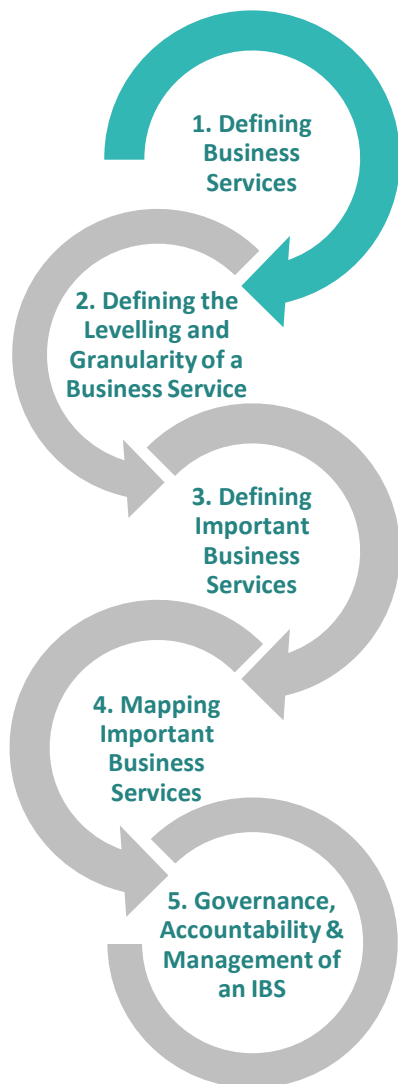 1. Defining
Business
Services
2. Defining the
Levelling and
Granularity of a
Business Service
3. Defining
Important
Business
Services
4. Mapping
Important
Business
Services
5. Governance,
Accountability &
Management of
an IBS